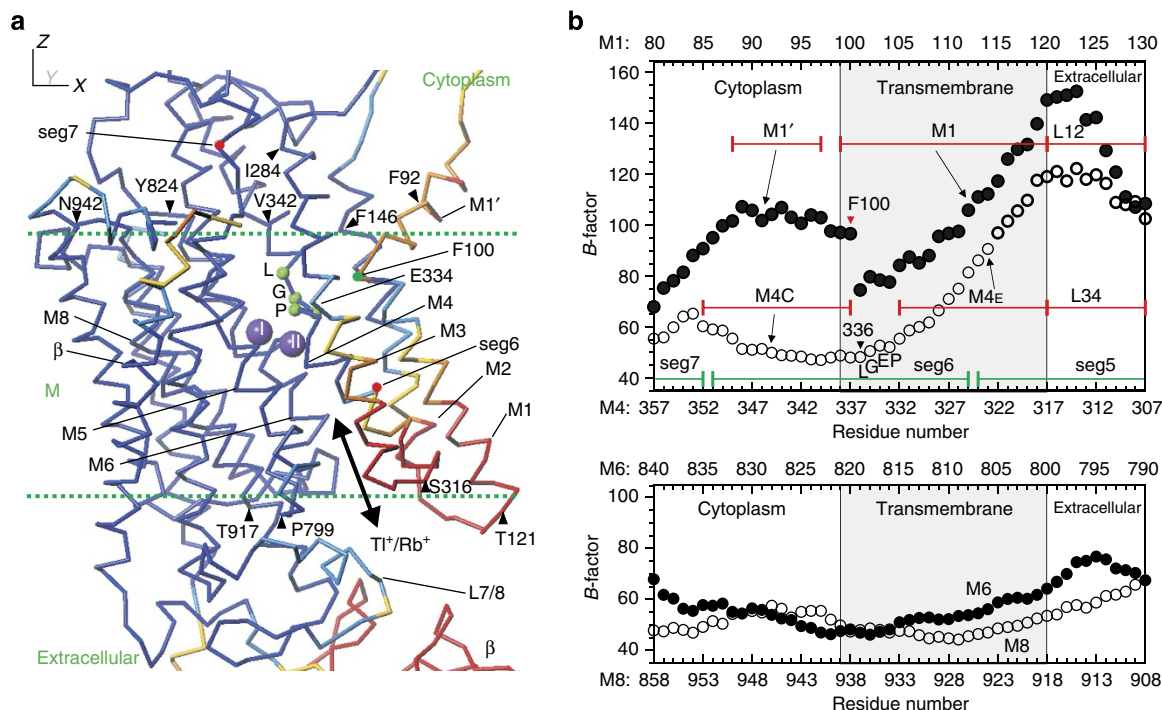 a
Z
Y
X
Cytoplasm
seg7
I284
Y824
N942
V342
F92
M1′
F146
F100
L
G
E334
P
M4
I
II
M8
M3
β
seg6
M
M2
M5
M1
M6
S316
T917
P799
Tl+/Rb+
T121
L7/8
Extracellular
β
b
M1: 80 85 90 95 100 105 110 115 120 125 130
160
140
120
100
80
60
40
B-factor
Cytoplasm Transmembrane Extracellular
M1′ M1 L12
F100
M4C M4E L34
336
LGEP
seg7 seg6 seg5
M4: 357 352 347 342 337 332 327 322 317 312 307
Residue number
M6: 840 835 830 825 820 815 810 805 800 795 790
100
80
60
40
B-factor
Cytoplasm Transmembrane Extracellular
M6
M8
M8: 858 953 948 943 938 933 928 923 918 913 908
Residue number